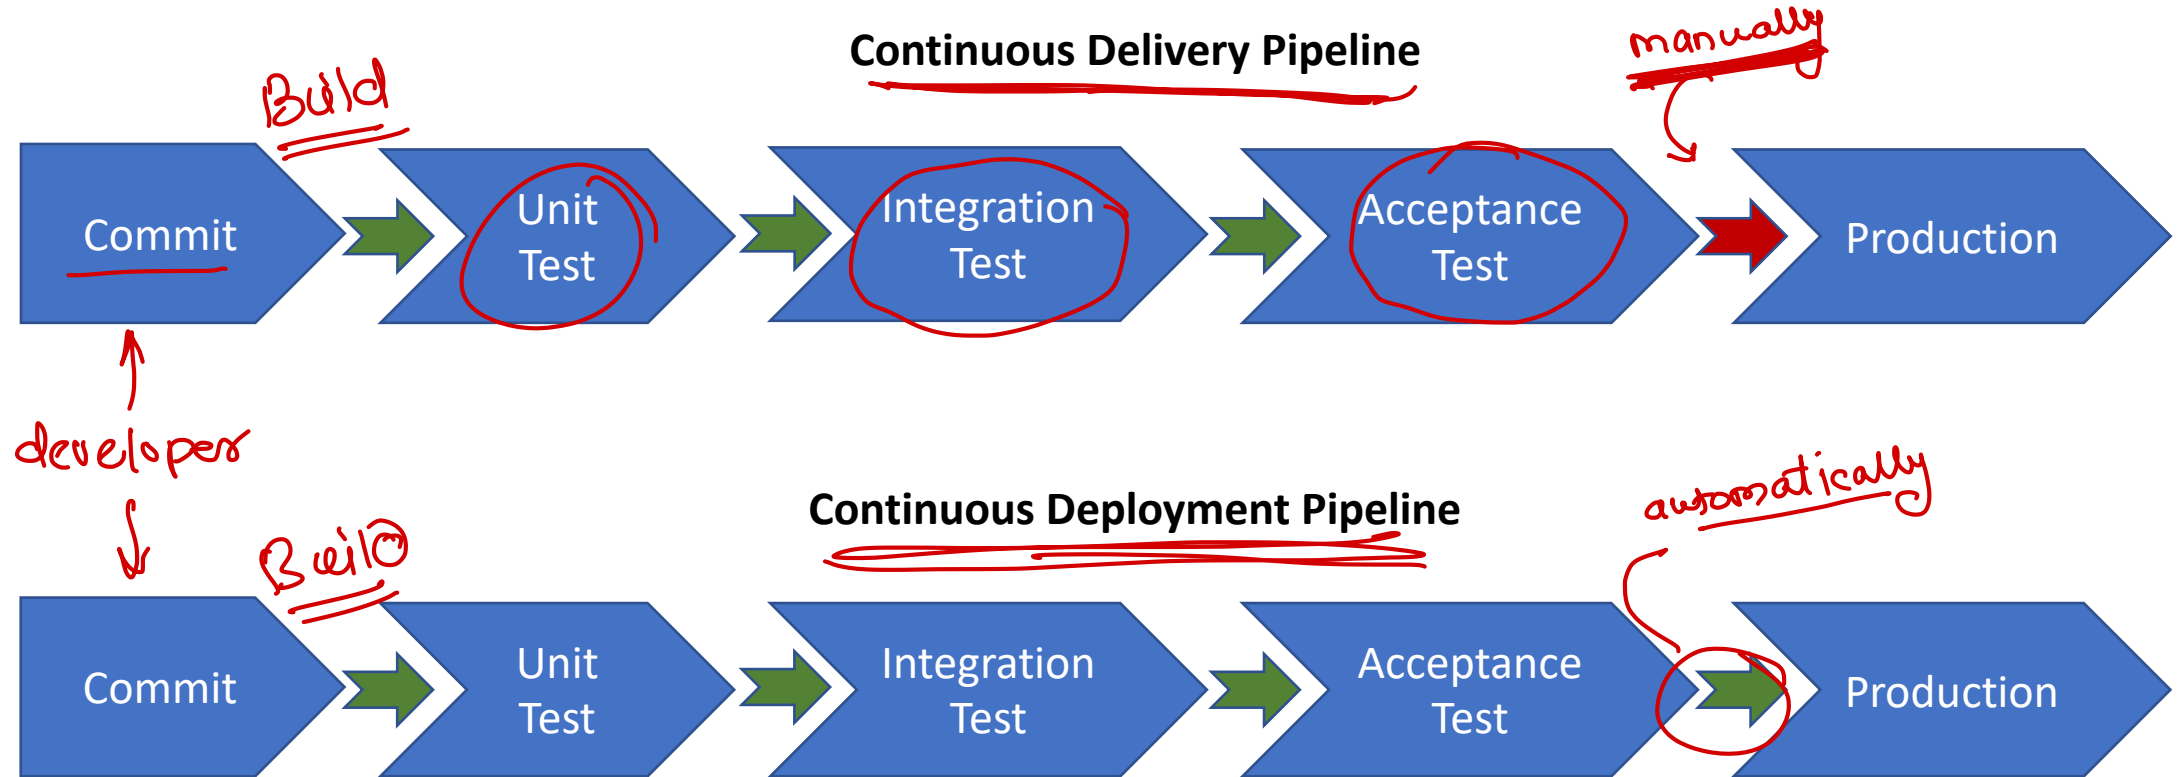 Continuous Delivery Pipeline
manually
Build
Commit
Unit
Test
Integration
Test
Acceptance
Test
Production
developer
Continuous Deployment Pipeline
automatically
Build
Commit
Unit
Test
Integration
Test
Acceptance
Test
Production